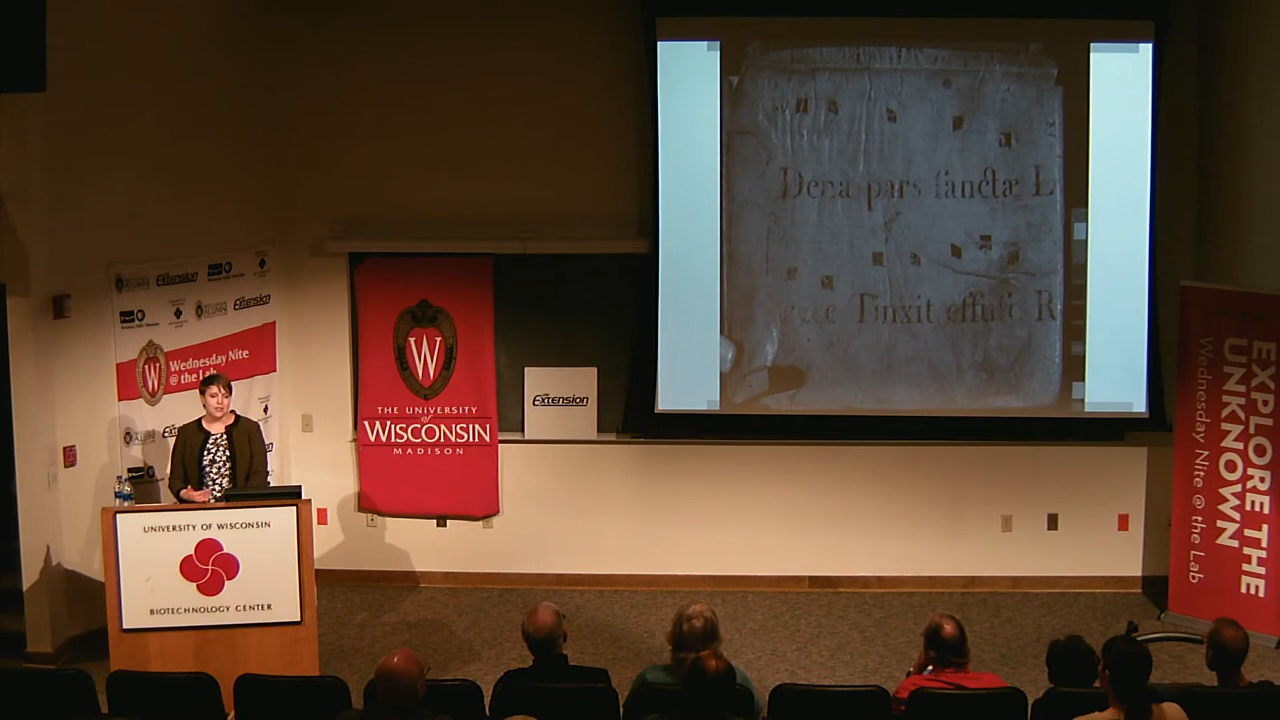 Dena pars sanctæ L
Tinxit effuso R
Extension
Extension
Wednesday Nite
@ the Lab
W
THE UNIVERSITY
of
WISCONSIN
MADISON
Extension
UNIVERSITY OF WISCONSIN
BIOTECHNOLOGY CENTER
EXPLORE THE
UNKNOWN
Wednesday Nite @ the Lab